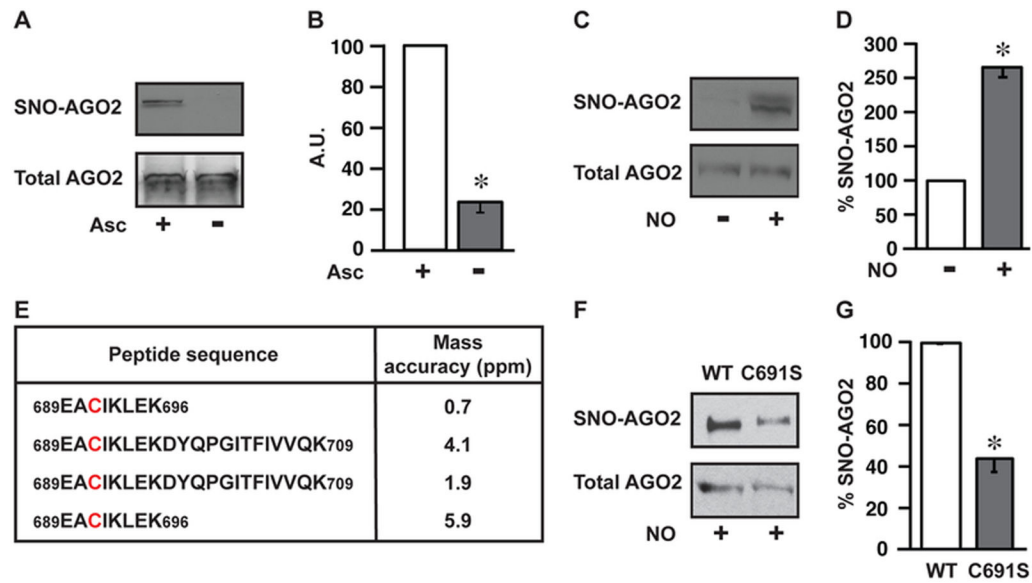 A
SNO-AGO2
Total AGO2
Asc + -
B
A.U.
100
80
60
40
20
0
*
Asc + -
C
SNO-AGO2
Total AGO2
NO - +
D
% SNO-AGO2
300
250
200
150
100
50
0
*
NO - +
E
Peptide sequence Mass accuracy (ppm)
689EACIKLEK696 0.7
689EACIKLEKDYQPGITFIVVQK709 4.1
689EACIKLEKDYQPGITFIVVQK709 1.9
689EACIKLEK696 5.9
F
WT C691S
SNO-AGO2
Total AGO2
NO + +
G
% SNO-AGO2
100
80
60
40
20
0
*
WT C691S